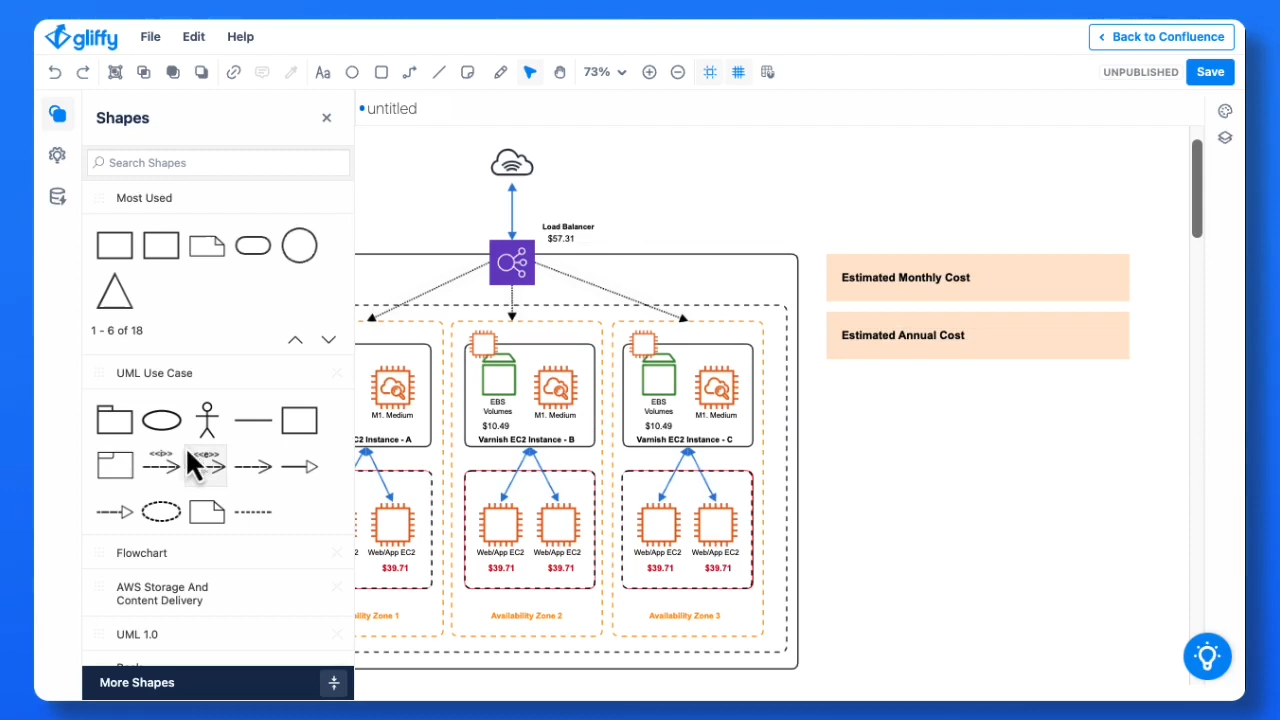 gliffy
File Edit Help
Back to Confluence
Aa
73%
UNPUBLISHED
Save
Shapes
untitled
Search Shapes
Most Used
1 - 6 of 18
UML Use Case
<<e>>
Flowchart
AWS Storage And
Content Delivery
UML 1.0
More Shapes
Load Balancer
$57.31
Estimated Monthly Cost
Estimated Annual Cost
M1. Medium
C2 Instance - A
Web/App EC2
$39.71
Zone 1
EBS
Volumes
$10.49
M1. Medium
Varnish EC2 Instance - B
Web/App EC2 Web/App EC2
$39.71 $39.71
Availability Zone 2
EBS
Volumes
$10.49
M1. Medium
Varnish EC2 Instance - C
Web/App EC2 Web/App EC2
$39.71 $39.71
Availability Zone 3